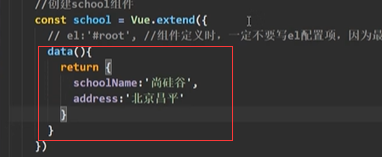 //创建school组件
const school = Vue.extend({
// el:'#root', //组件定义时，一定不要写el配置项，因为最
data(){
return {
schoolName:'尚硅谷',
address:'北京昌平'
}
}